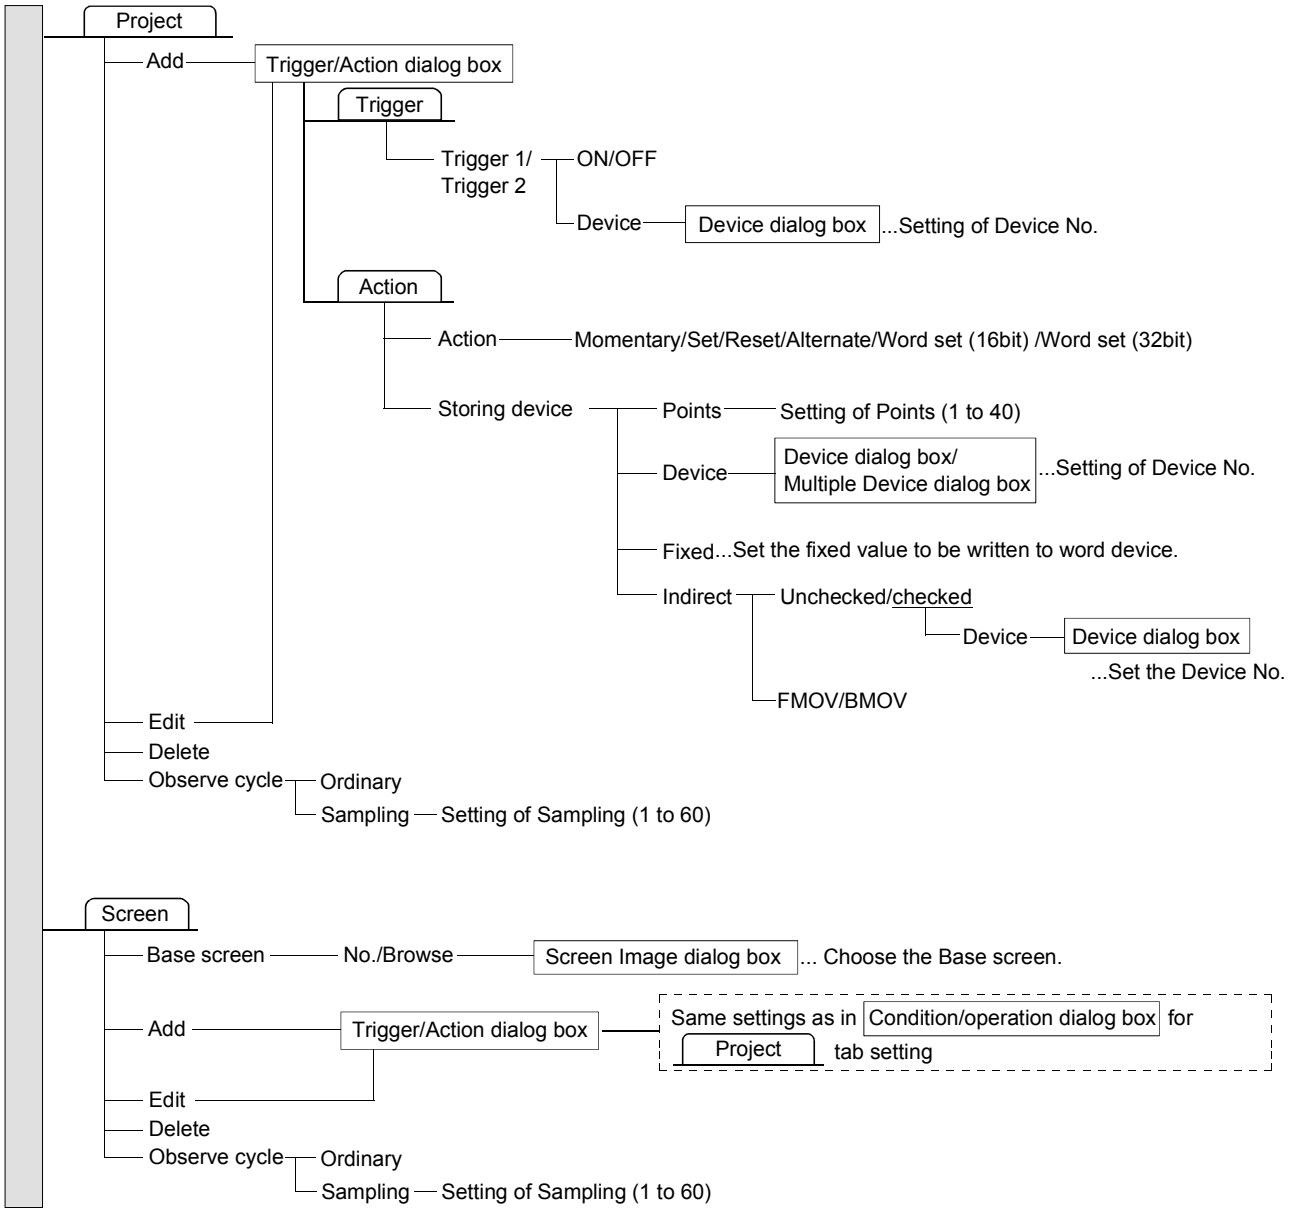 Project
Add
Trigger/Action dialog box
Trigger
Trigger 1/
Trigger 2
ON/OFF
Device
Device dialog box
...Setting of Device No.
Action
Action
Momentary/Set/Reset/Alternate/Word set (16bit) /Word set (32bit)
Storing device
Points
Setting of Points (1 to 40)
Device
Device dialog box/
Multiple Device dialog box
...Setting of Device No.
Fixed...Set the fixed value to be written to word device.
Indirect
Unchecked/checked
Device
Device dialog box
...Set the Device No.
FMOV/BMOV
Edit
Delete
Observe cycle
Ordinary
Sampling
Setting of Sampling (1 to 60)
Screen
Base screen
No./Browse
Screen Image dialog box
... Choose the Base screen.
Add
Trigger/Action dialog box
Same settings as in Condition/operation dialog box for
Project tab setting
Edit
Delete
Observe cycle
Ordinary
Sampling
Setting of Sampling (1 to 60)